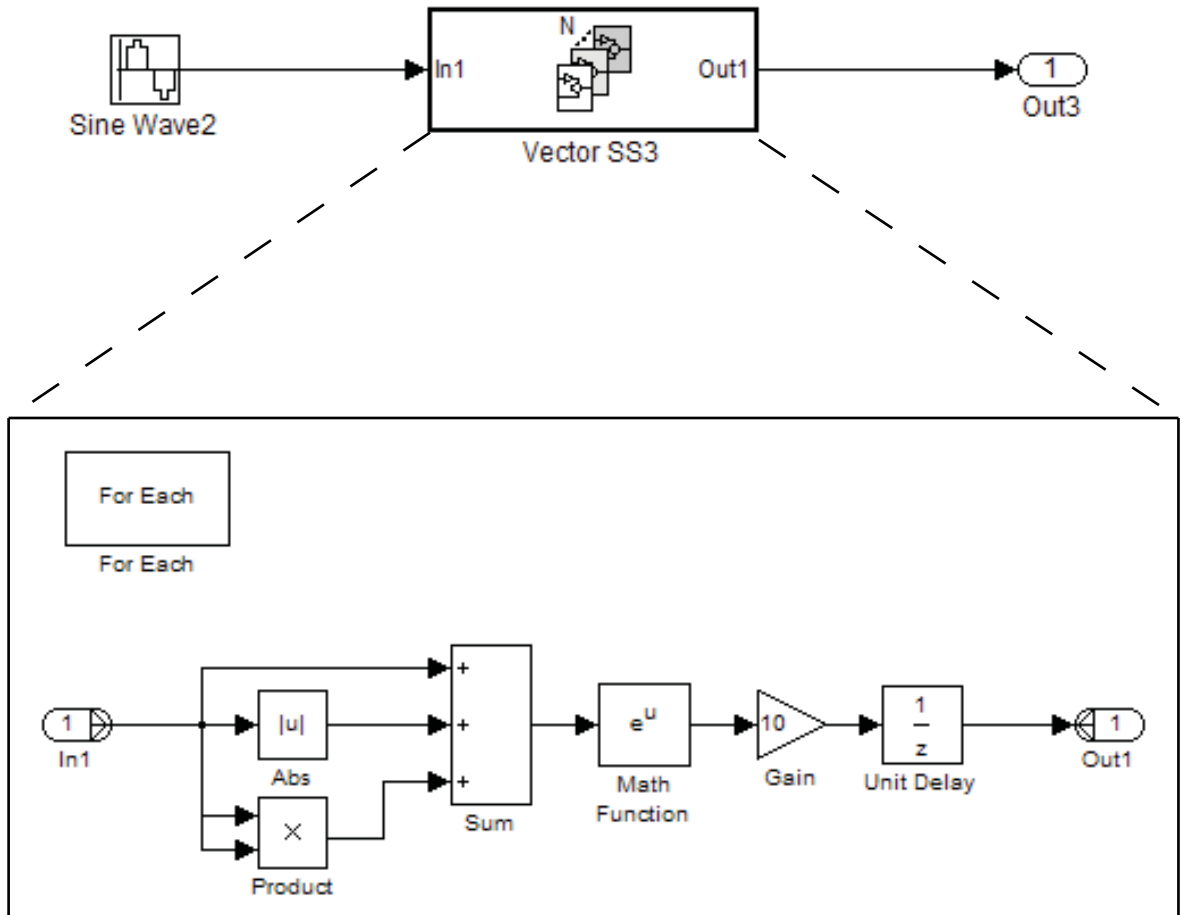 N
In1
Out1
1
Sine Wave2
Out3
Vector SS3
For Each
For Each
+
1
|u|
+
e^u
10
1
z
1
In1
Abs
+
Math
Function
Gain
Unit Delay
Out1
×
Sum
Product